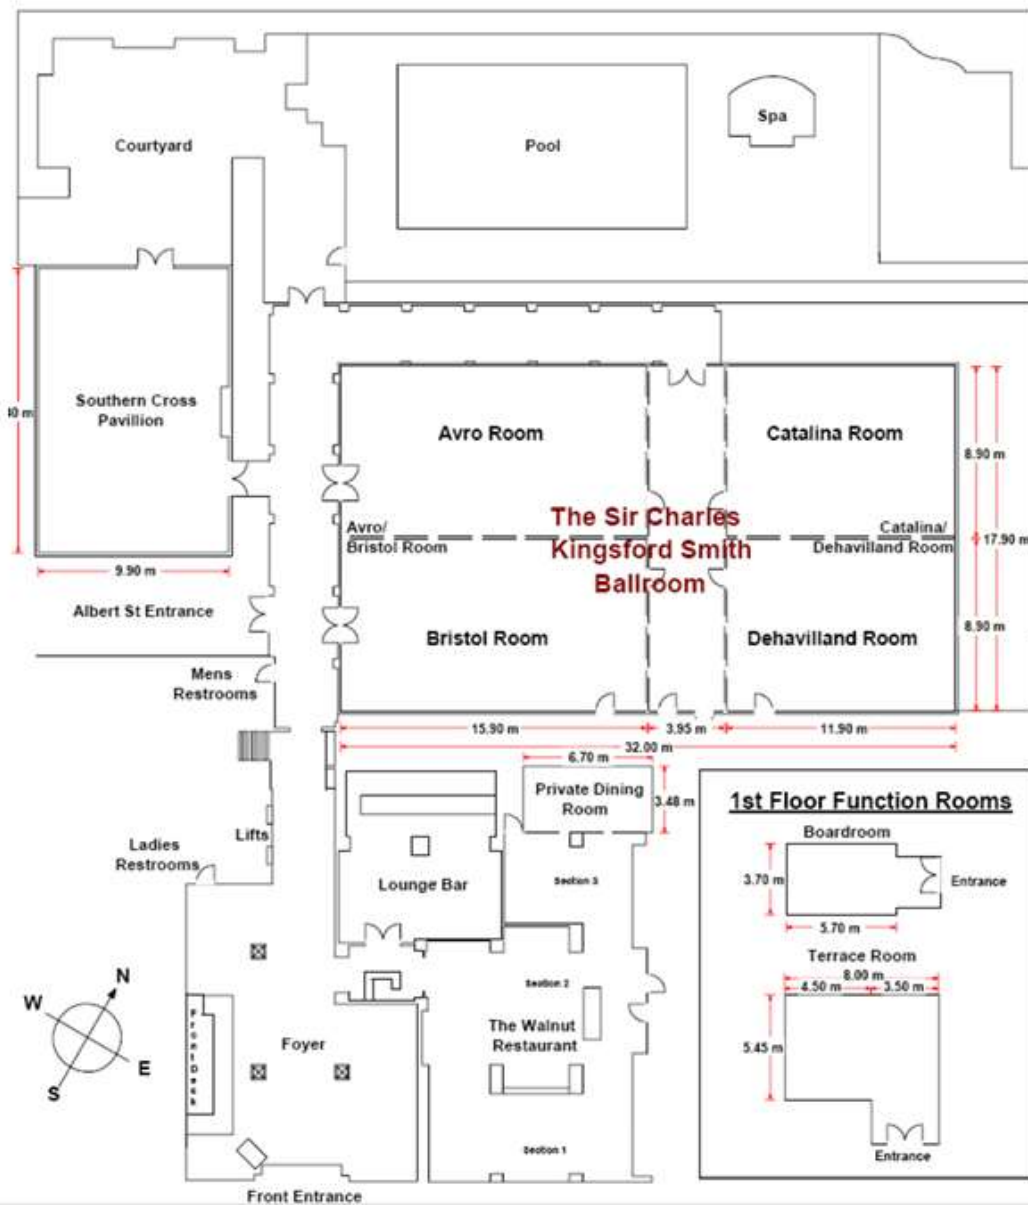 Courtyard
Pool
Spa
Southern Cross
Pavillion
40 m
9.90 m
Albert St Entrance
Avro Room
Catalina Room
8.90 m
17.90 m
8.90 m
Avro/
Bristol Room
The Sir Charles
Kingsford Smith
Ballroom
Catalina/
Dehavilland Room
Bristol Room
Dehavilland Room
Mens
Restrooms
15.90 m
3.95 m
11.90 m
32.00 m
6.70 m
Private Dining
Room
3.48 m
Lifts
Ladies
Restrooms
Lounge Bar
Section 3
Section 2
The Walnut
Restaurant
Section 1
Foyer
Front Desk
Front Entrance
N
W
E
S
1st Floor Function Rooms
Boardroom
3.70 m
Entrance
5.70 m
Terrace Room
8.00 m
4.50 m
3.50 m
5.45 m
Entrance